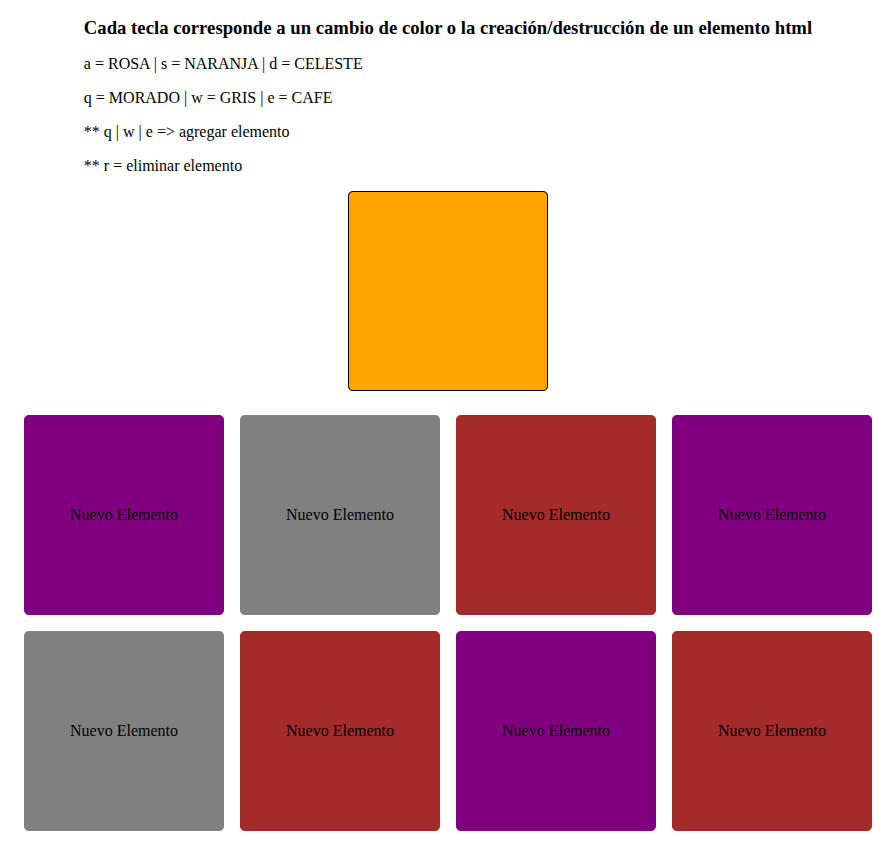 Cada tecla corresponde a un cambio de color o la creación/destrucción de un elemento html
a = ROSA | s = NARANJA | d = CELESTE
q = MORADO | w = GRIS | e = CAFE
** q | w | e => agregar elemento
** r = eliminar elemento
Nuevo Elemento
Nuevo Elemento
Nuevo Elemento
Nuevo Elemento
Nuevo Elemento
Nuevo Elemento
Nuevo Elemento
Nuevo Elemento